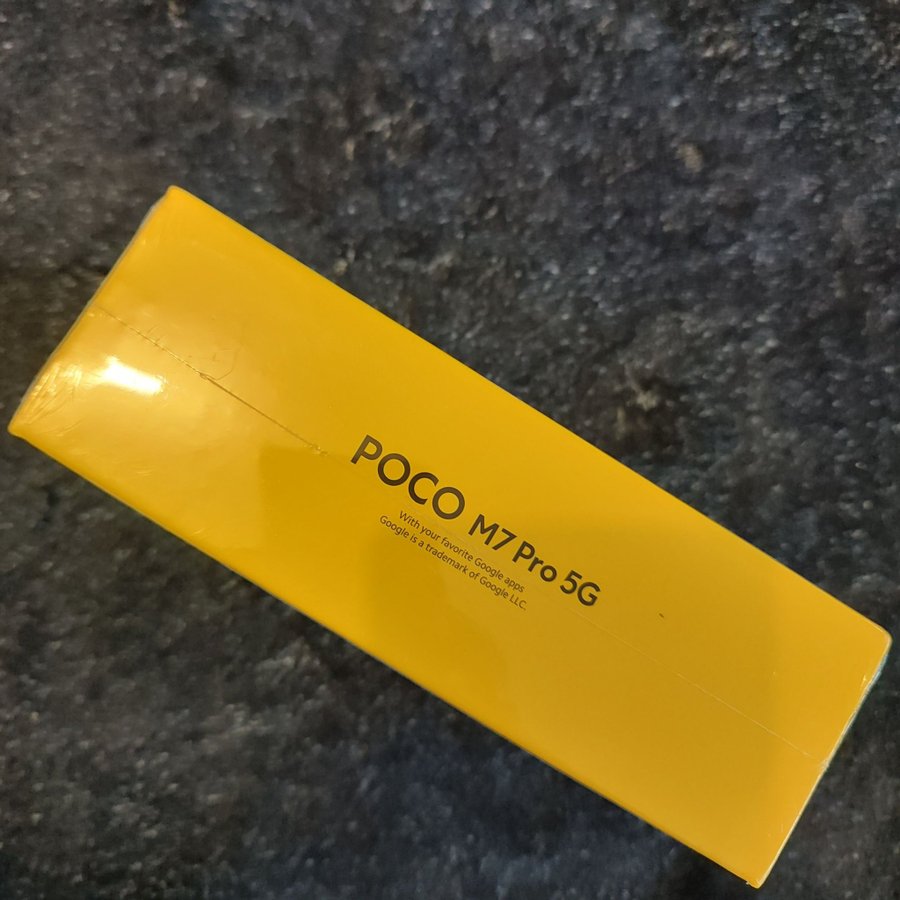 POCO M7 Pro 5G
With your favorite Google apps
Google is a trademark of Google LLC.